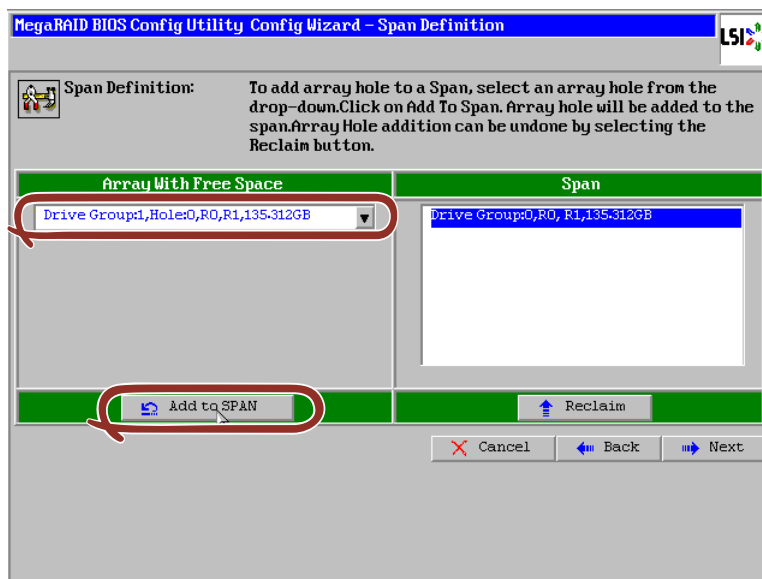 MegaRAID BIOS Config Utility Config Wizard – Span Definition
LSI
Span Definition:
To add array hole to a Span, select an array hole from the
drop-down.Click on Add To Span. Array hole will be added to the
span.Array Hole addition can be undone by selecting the
Reclaim button.
Array With Free Space
Span
Drive Group:1,Hole:0,R0,R1,135.312GB
Drive Group:0,R0, R1,135.312GB
Add to SPAN
Reclaim
Cancel
Back
Next